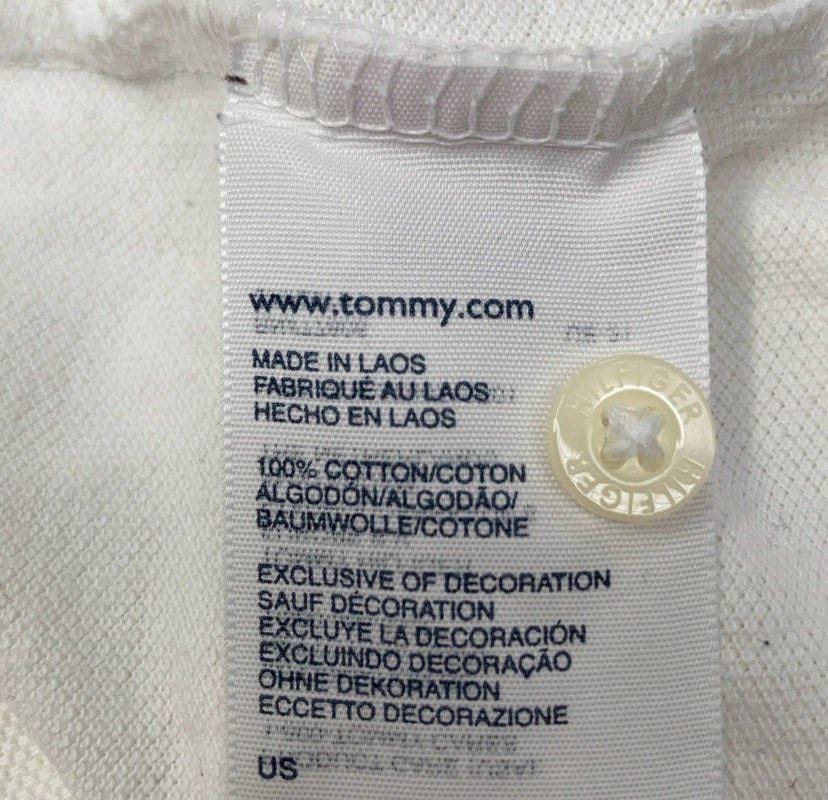 www.tommy.com
MADE IN LAOS
FABRIQUÉ AU LAOS
HECHO EN LAOS
100% COTTON/COTON
ALGODÓN/ALGODÃO/
BAUMWOLLE/COTONE
EXCLUSIVE OF DECORATION
SAUF DÉCORATION
EXCLUYE LA DECORACIÓN
EXCLUINDO DECORAÇÃO
OHNE DEKORATION
ECCETTO DECORAZIONE
US
HILFIGER
HILFIGER